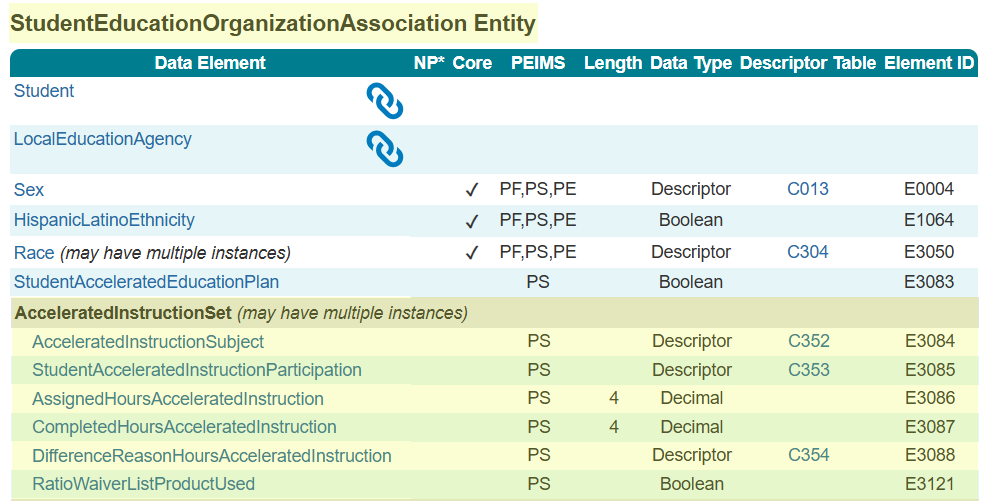 StudentEducationOrganizationAssociation Entity
Data Element NP* Core PEIMS Length Data Type Descriptor Table Element ID
Student
LocalEducationAgency
Sex ✓ PF,PS,PE Descriptor C013 E0004
HispanicLatinoEthnicity ✓ PF,PS,PE Boolean E1064
Race (may have multiple instances) ✓ PF,PS,PE Descriptor C304 E3050
StudentAcceleratedEducationPlan PS Boolean E3083
AcceleratedInstructionSet (may have multiple instances)
AcceleratedInstructionSubject PS Descriptor C352 E3084
StudentAcceleratedInstructionParticipation PS Descriptor C353 E3085
AssignedHoursAcceleratedInstruction PS 4 Decimal E3086
CompletedHoursAcceleratedInstruction PS 4 Decimal E3087
DifferenceReasonHoursAcceleratedInstruction PS Descriptor C354 E3088
RatioWaiverListProductUsed PS Boolean E3121